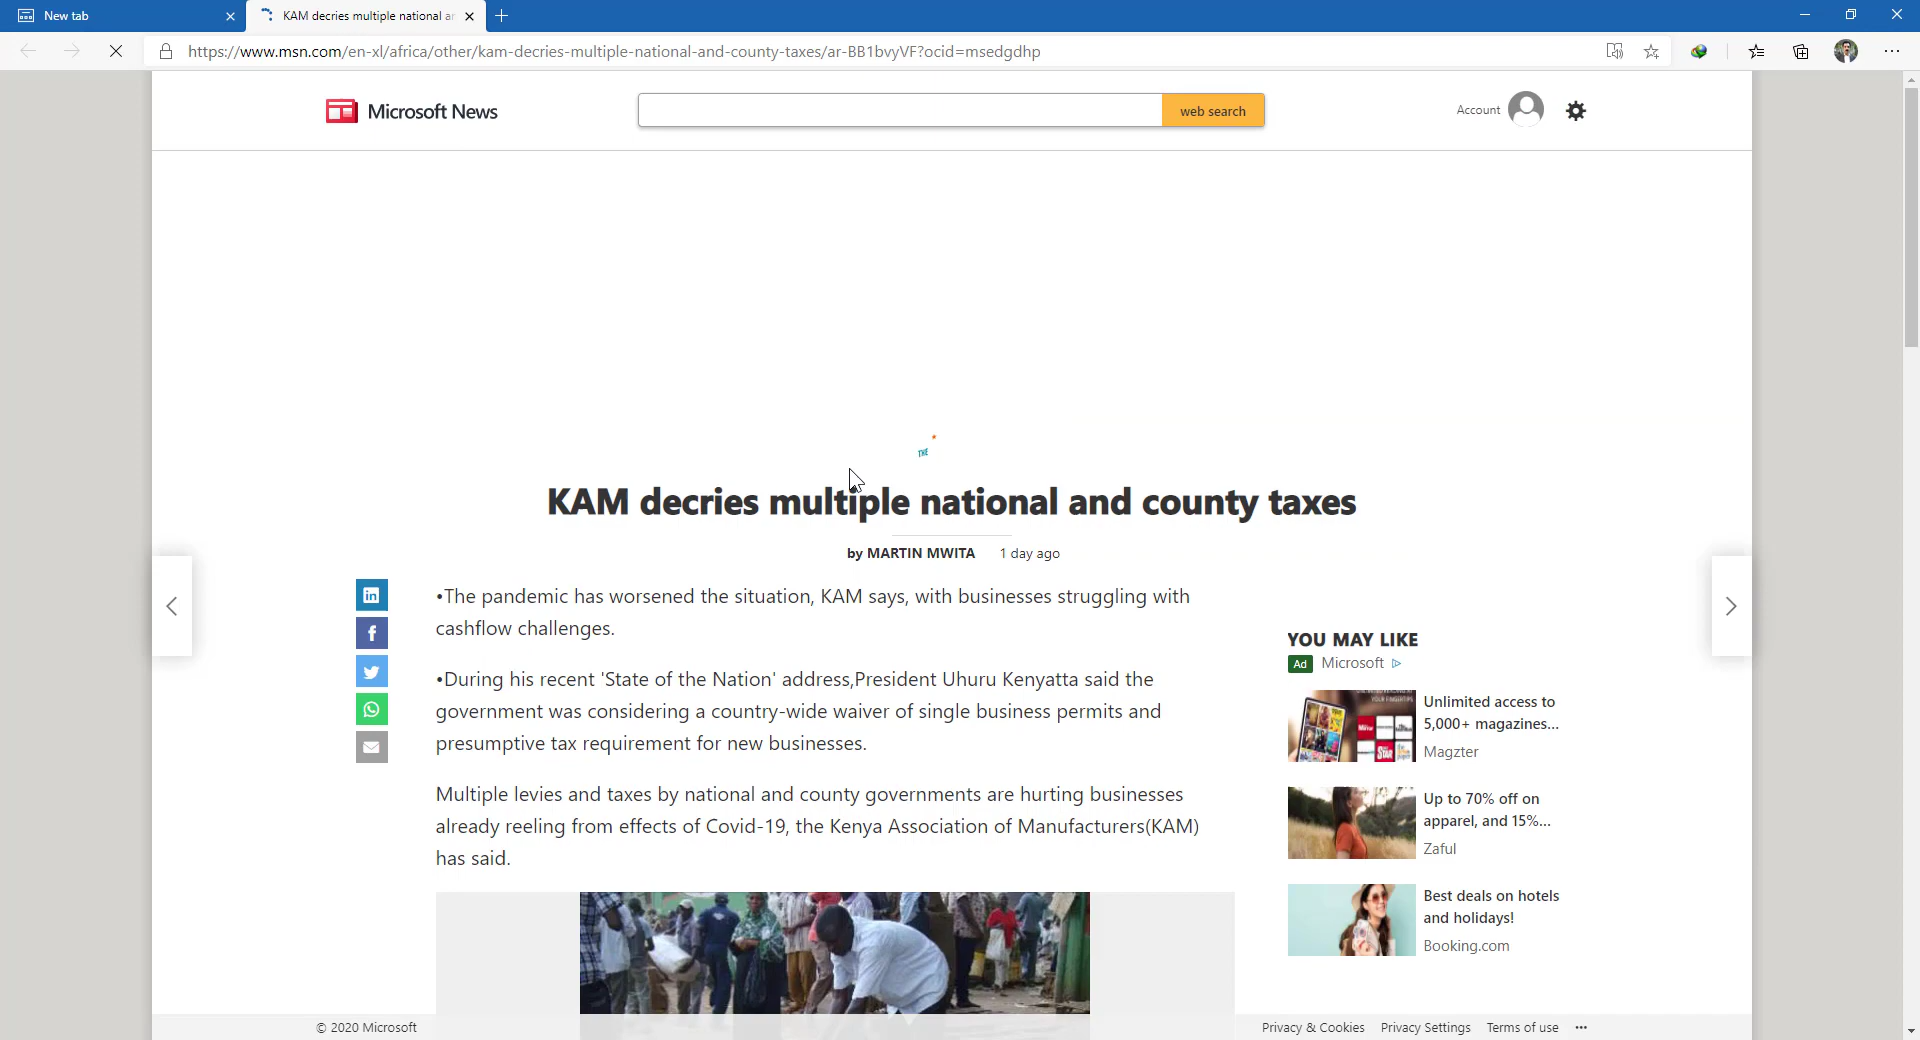 New tab
KAM decries multiple national ar
https://www.msn.com/en-xl/africa/other/kam-decries-multiple-national-and-county-taxes/ar-BB1bvyVF?ocid=msedgdhp
Microsoft News
web search
Account
THE
KAM decries multiple national and county taxes
by MARTIN MWITA 1 day ago
in
f
•The pandemic has worsened the situation, KAM says, with businesses struggling with
cashflow challenges.
•During his recent 'State of the Nation' address,President Uhuru Kenyatta said the
government was considering a country-wide waiver of single business permits and
presumptive tax requirement for new businesses.
Multiple levies and taxes by national and county governments are hurting businesses
already reeling from effects of Covid-19, the Kenya Association of Manufacturers(KAM)
has said.
YOU MAY LIKE
Ad Microsoft
Unlimited access to
5,000+ magazines...
Magzter
Up to 70% off on
apparel, and 15%...
Zaful
Best deals on hotels
and holidays!
Booking.com
© 2020 Microsoft
Privacy & Cookies Privacy Settings Terms of use ...